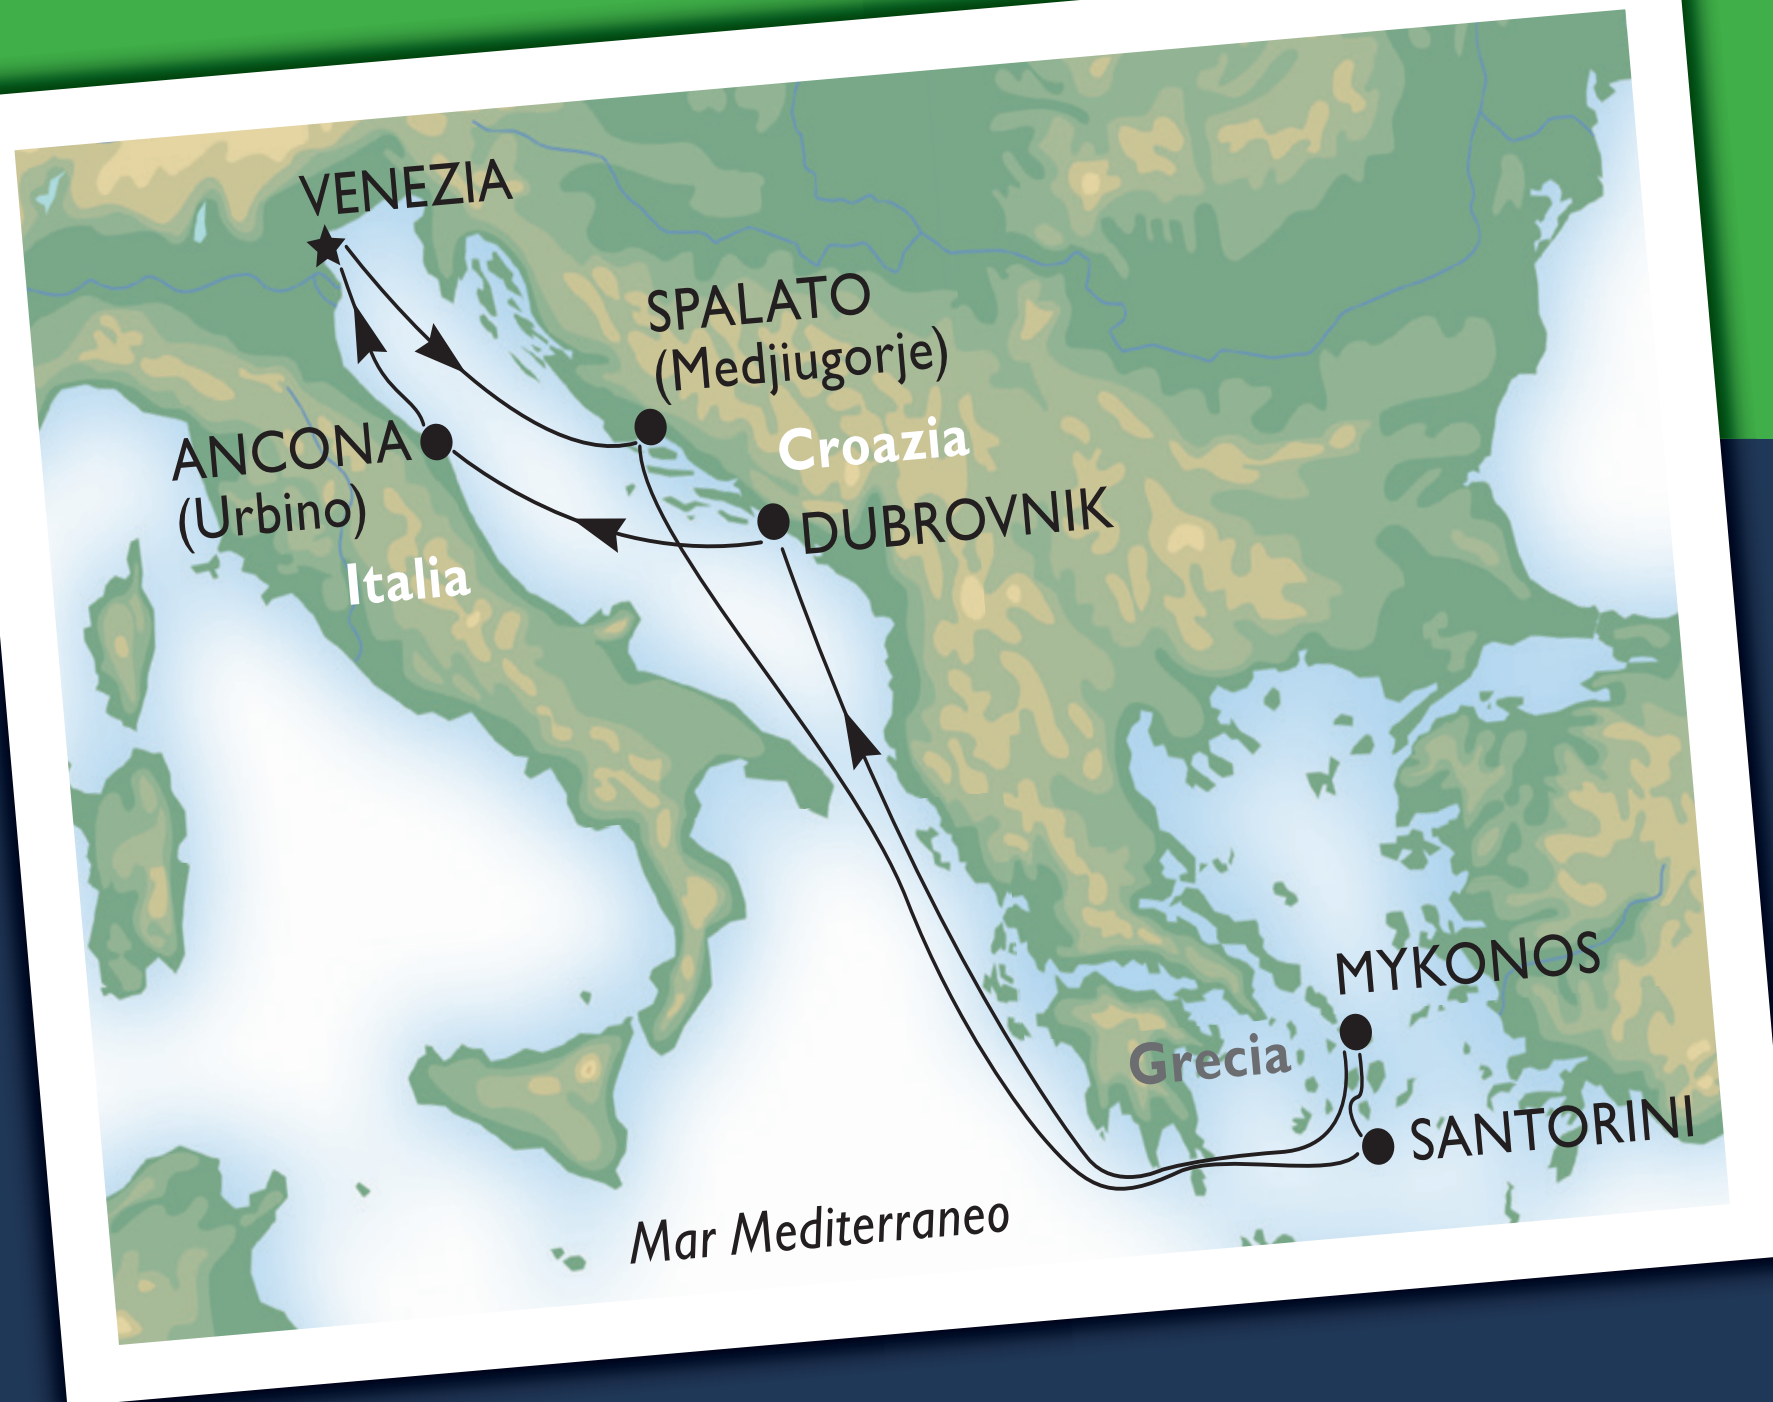 VENEZIA
SPALATO
(Medjiugorje)
Croazia
ANCONA
(Urbino)
DUBROVNIK
Italia
MYKONOS
Grecia
SANTORINI
Mar Mediterraneo